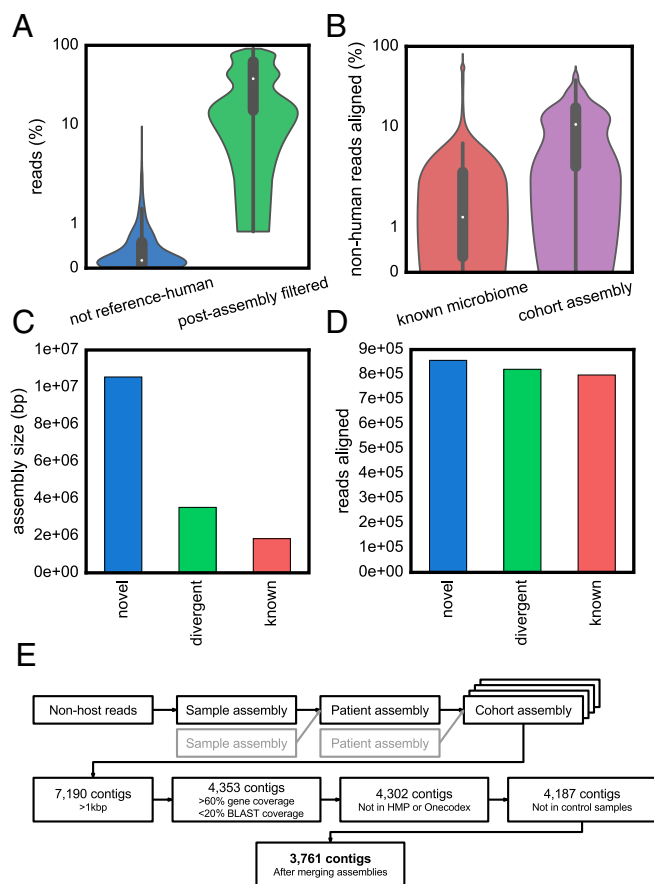 A
reads (%)
100
10
1
0
not reference-human
post-assembly filtered
B
non-human reads aligned (%)
100
10
1
0
known microbiome
cohort assembly
C
assembly size (bp)
1e+07
1e+07
8e+06
6e+06
4e+06
2e+06
0e+00
novel
divergent
known
D
reads aligned
9e+05
8e+05
7e+05
6e+05
5e+05
4e+05
3e+05
2e+05
1e+05
0e+00
novel
divergent
known
E
Non-host reads
Sample assembly
Patient assembly
Cohort assembly
Sample assembly
Patient assembly
7,190 contigs
>1kbp
4,353 contigs
>60% gene coverage
<20% BLAST coverage
4,302 contigs
Not in HMP or Onecodex
4,187 contigs
Not in control samples
3,761 contigs
After merging assemblies